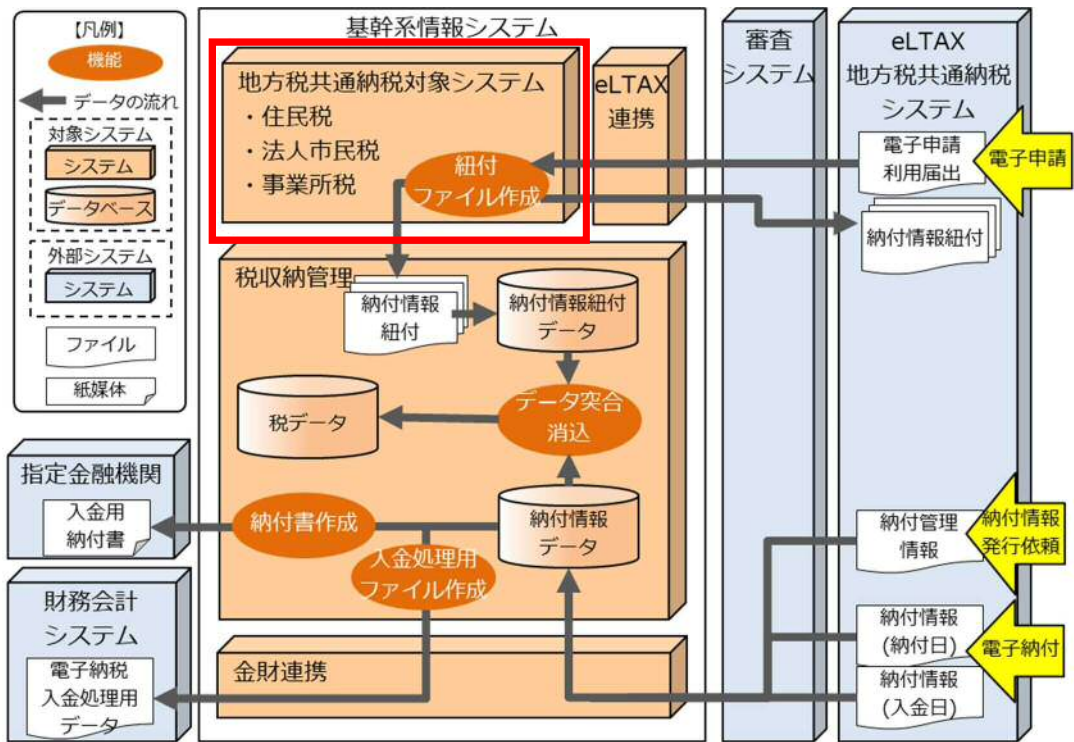 【凡例】
機能
データの流れ
対象システム
システム
データベース
外部システム
システム
ファイル
紙媒体
基幹系情報システム
地方税共通納税対象システム
・住民税
・法人市民税
・事業所税
紐付
ファイル作成
eLTAX
連携
審査
システム
eLTAX
地方税共通納税
システム
電子申請
利用届出
電子申請
納付情報紐付
税収納管理
納付情報
紐付
納付情報紐付
データ
税データ
データ突合
消込
指定金融機関
入金用
納付書
納付書作成
入金処理用
ファイル作成
納付情報
データ
納付管理
情報
納付情報
発行依頼
財務会計
システム
電子納税
入金処理用
データ
金財連携
納付情報
(納付日)
電子納付
納付情報
(入金日)